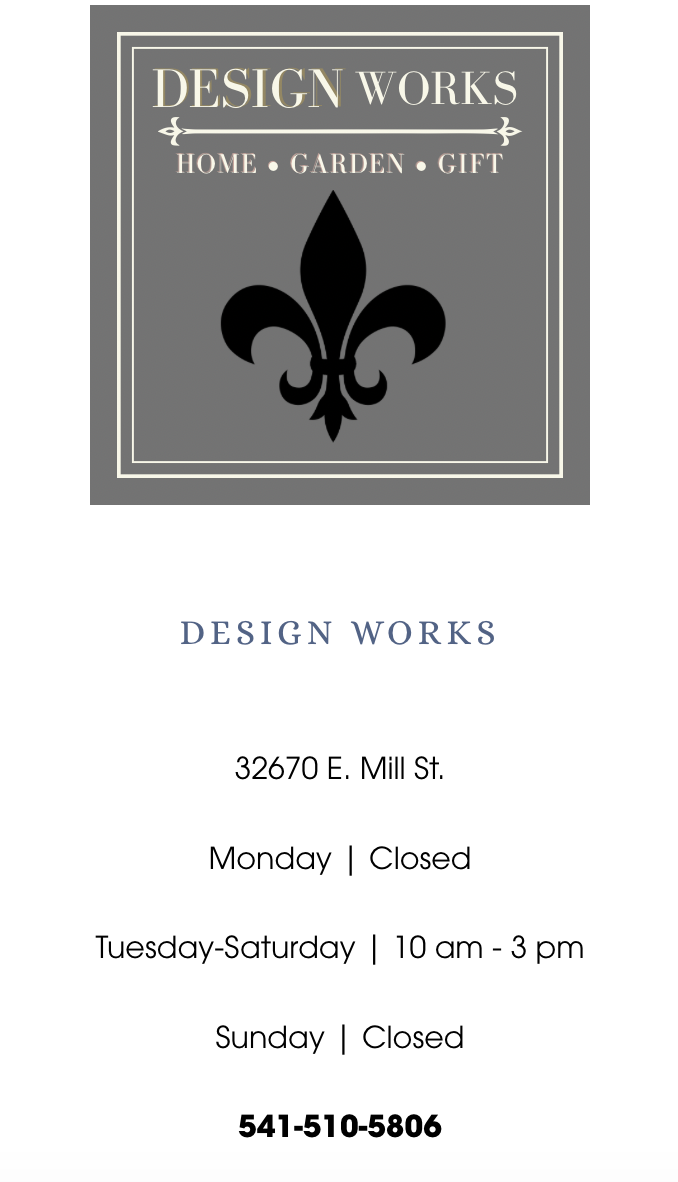 DESIGN WORKS
HOME • GARDEN • GIFT
DESIGN WORKS
32670 E. Mill St.
Monday | Closed
Tuesday-Saturday | 10 am - 3 pm
Sunday | Closed
541-510-5806